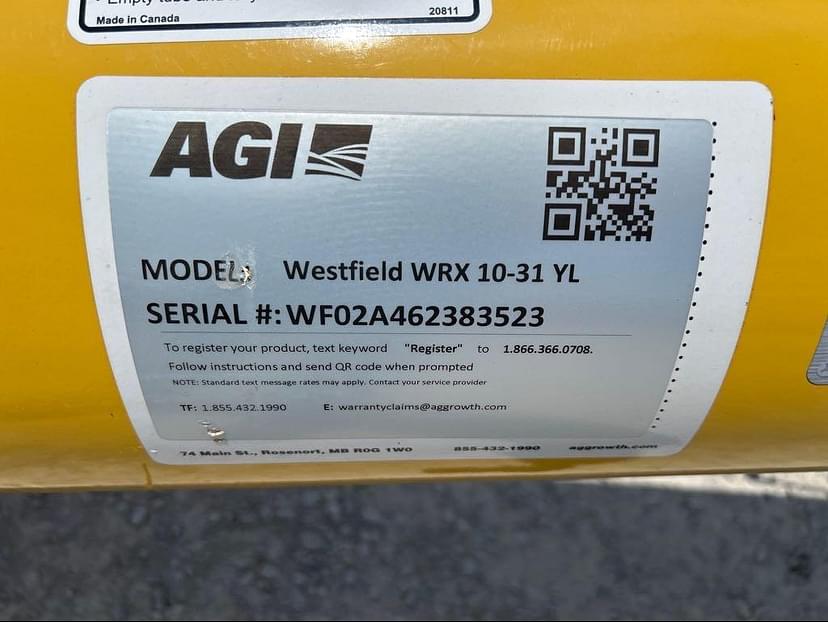 Made in Canada
20811
AGI
MODEL: Westfield WRX 10-31 YL
SERIAL #: WF02A462383523
To register your product, text keyword "Register" to 1.866.366.0708.
Follow instructions and send QR code when prompted
NOTE: Standard text message rates may apply. Contact your service provider
TF: 1.855.432.1990 E: warrantyclaims@aggrowth.com
74 Main St., Rosenort, MB R0G 1W0 855-432-1990 aggrowth.com